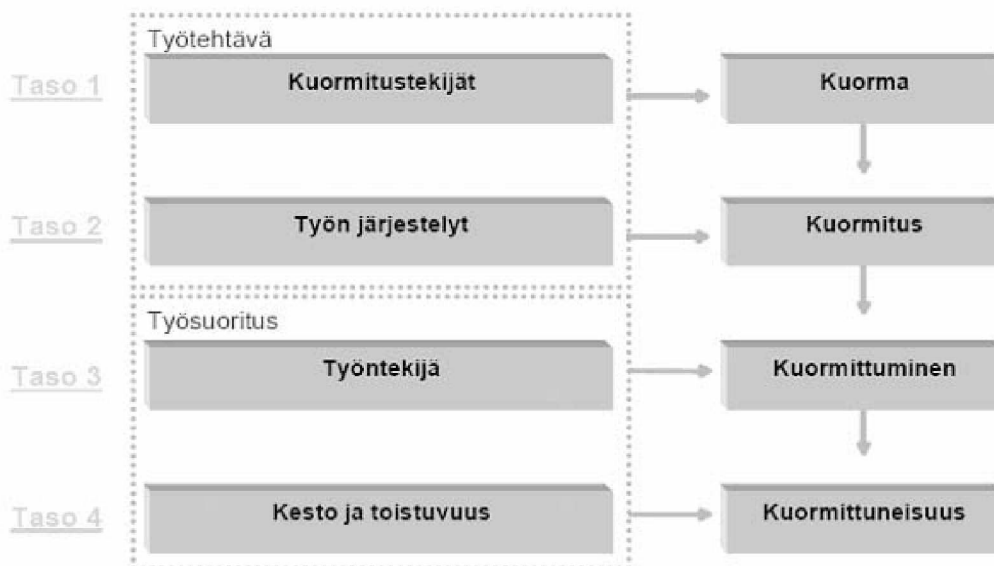 Työtehtävä
Taso 1
Kuormitustekijät
Kuorma
Taso 2
Työn järjestelyt
Kuormitus
Työsuoritus
Taso 3
Työntekijä
Kuormittuminen
Taso 4
Kesto ja toistuvuus
Kuormittuneisuus